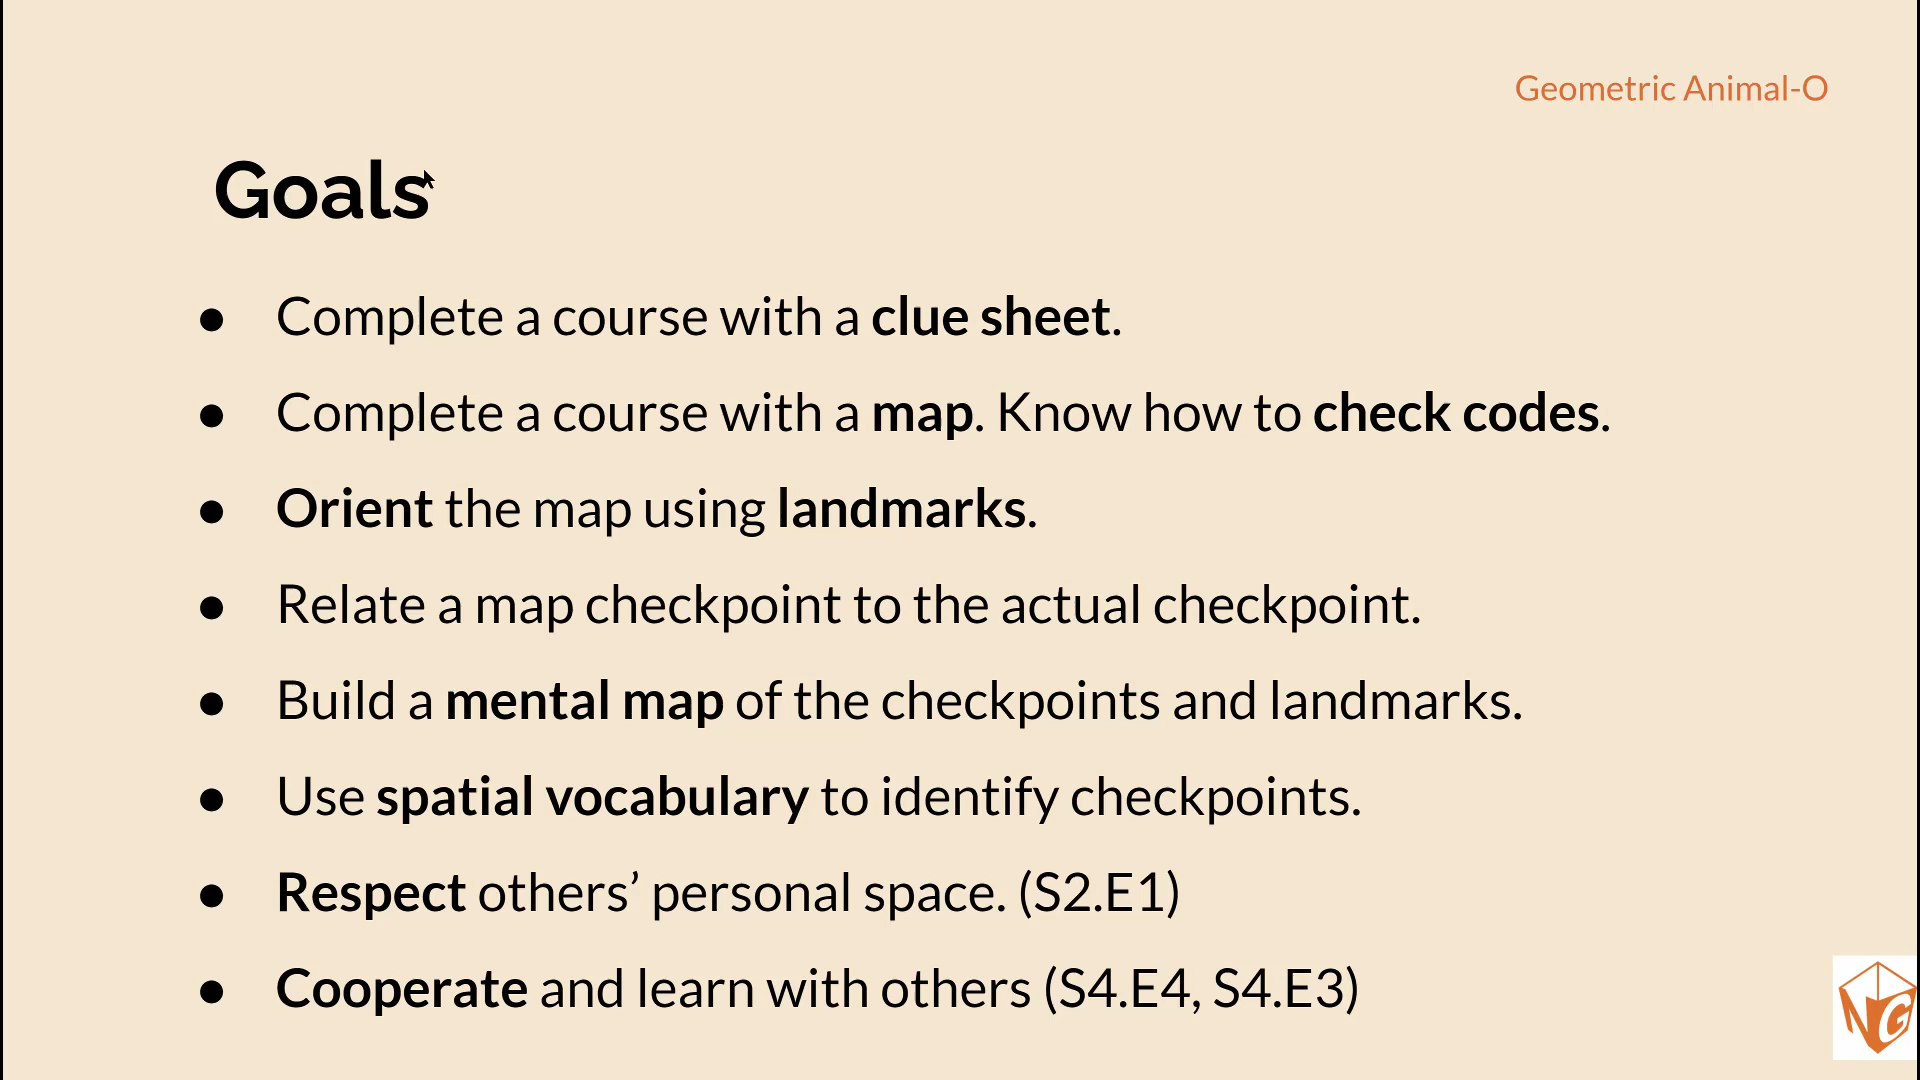 Geometric Animal-O
Goals
● Complete a course with a clue sheet.
● Complete a course with a map. Know how to check codes.
● Orient the map using landmarks.
● Relate a map checkpoint to the actual checkpoint.
● Build a mental map of the checkpoints and landmarks.
● Use spatial vocabulary to identify checkpoints.
● Respect others’ personal space. (S2.E1)
● Cooperate and learn with others (S4.E4, S4.E3)
NG